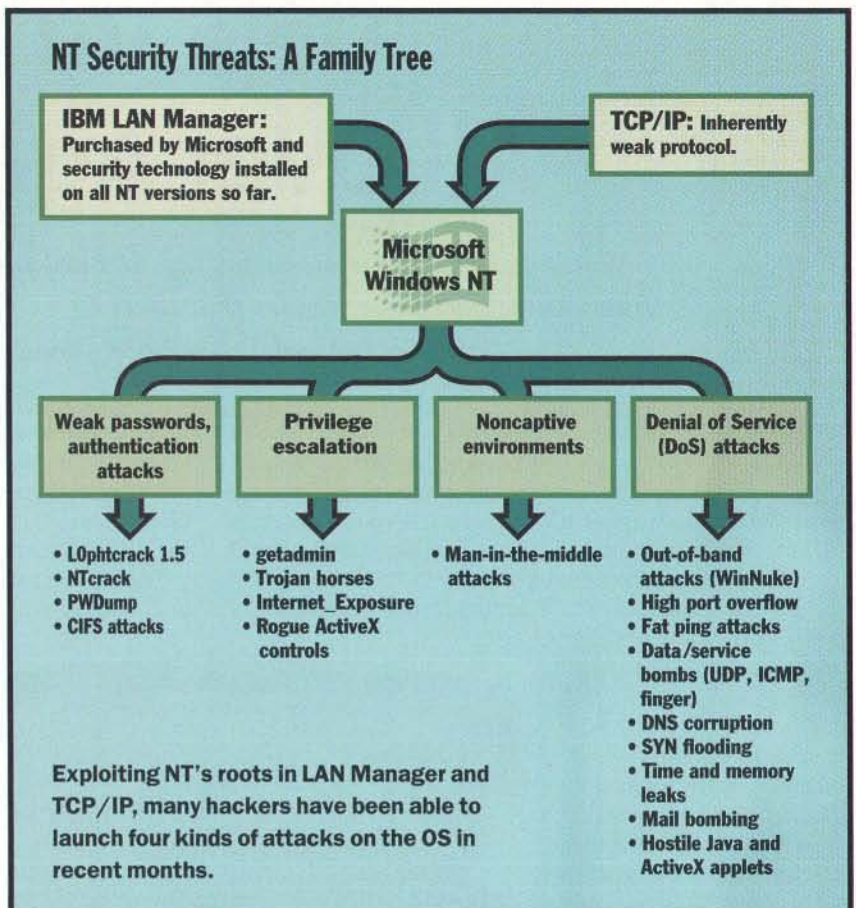 NT Security Threats: A Family Tree
IBM LAN Manager:
Purchased by Microsoft and
security technology installed
on all NT versions so far.
TCP/IP: Inherently
weak protocol.
Microsoft
Windows NT
Weak passwords,
authentication
attacks
Privilege
escalation
Noncaptive
environments
Denial of Service
(DoS) attacks
• L0phtcrack 1.5
• NTcrack
• PWDump
• CIFS attacks
• getadmin
• Trojan horses
• Internet_Exposure
• Rogue ActiveX
controls
• Man-in-the-middle
attacks
• Out-of-band
attacks (WinNuke)
• High port overflow
• Fat ping attacks
• Data/service
bombs (UDP, ICMP,
finger)
• DNS corruption
• SYN flooding
• Time and memory
leaks
• Mail bombing
• Hostile Java and
ActiveX applets
Exploiting NT's roots in LAN Manager and
TCP/IP, many hackers have been able to
launch four kinds of attacks on the OS in
recent months.